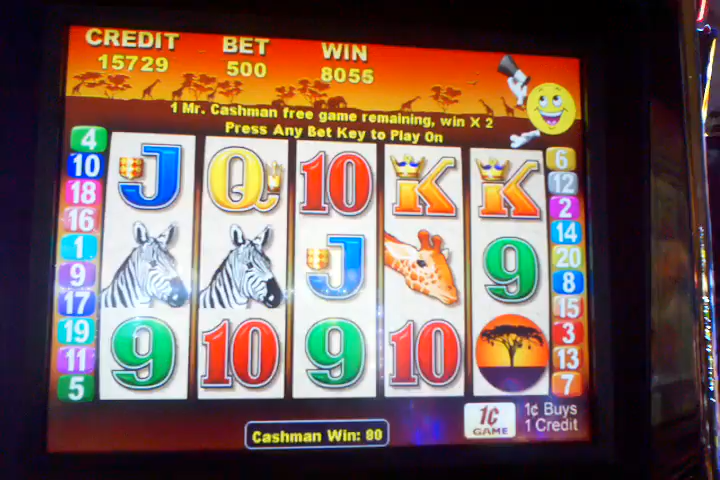 CREDIT BET WIN
15729 500 8055
1 Mr. Cashman free game remaining, win X 2
Press Any Bet Key to Play On
4 J Q 10 K K 6
10 12
18 2
16 14
1 J 9 20
9 8
17 15
19 9 10 9 10 3
11 13
5 7
Cashman Win: 80
1¢ GAME
1¢ Buys
1 Credit